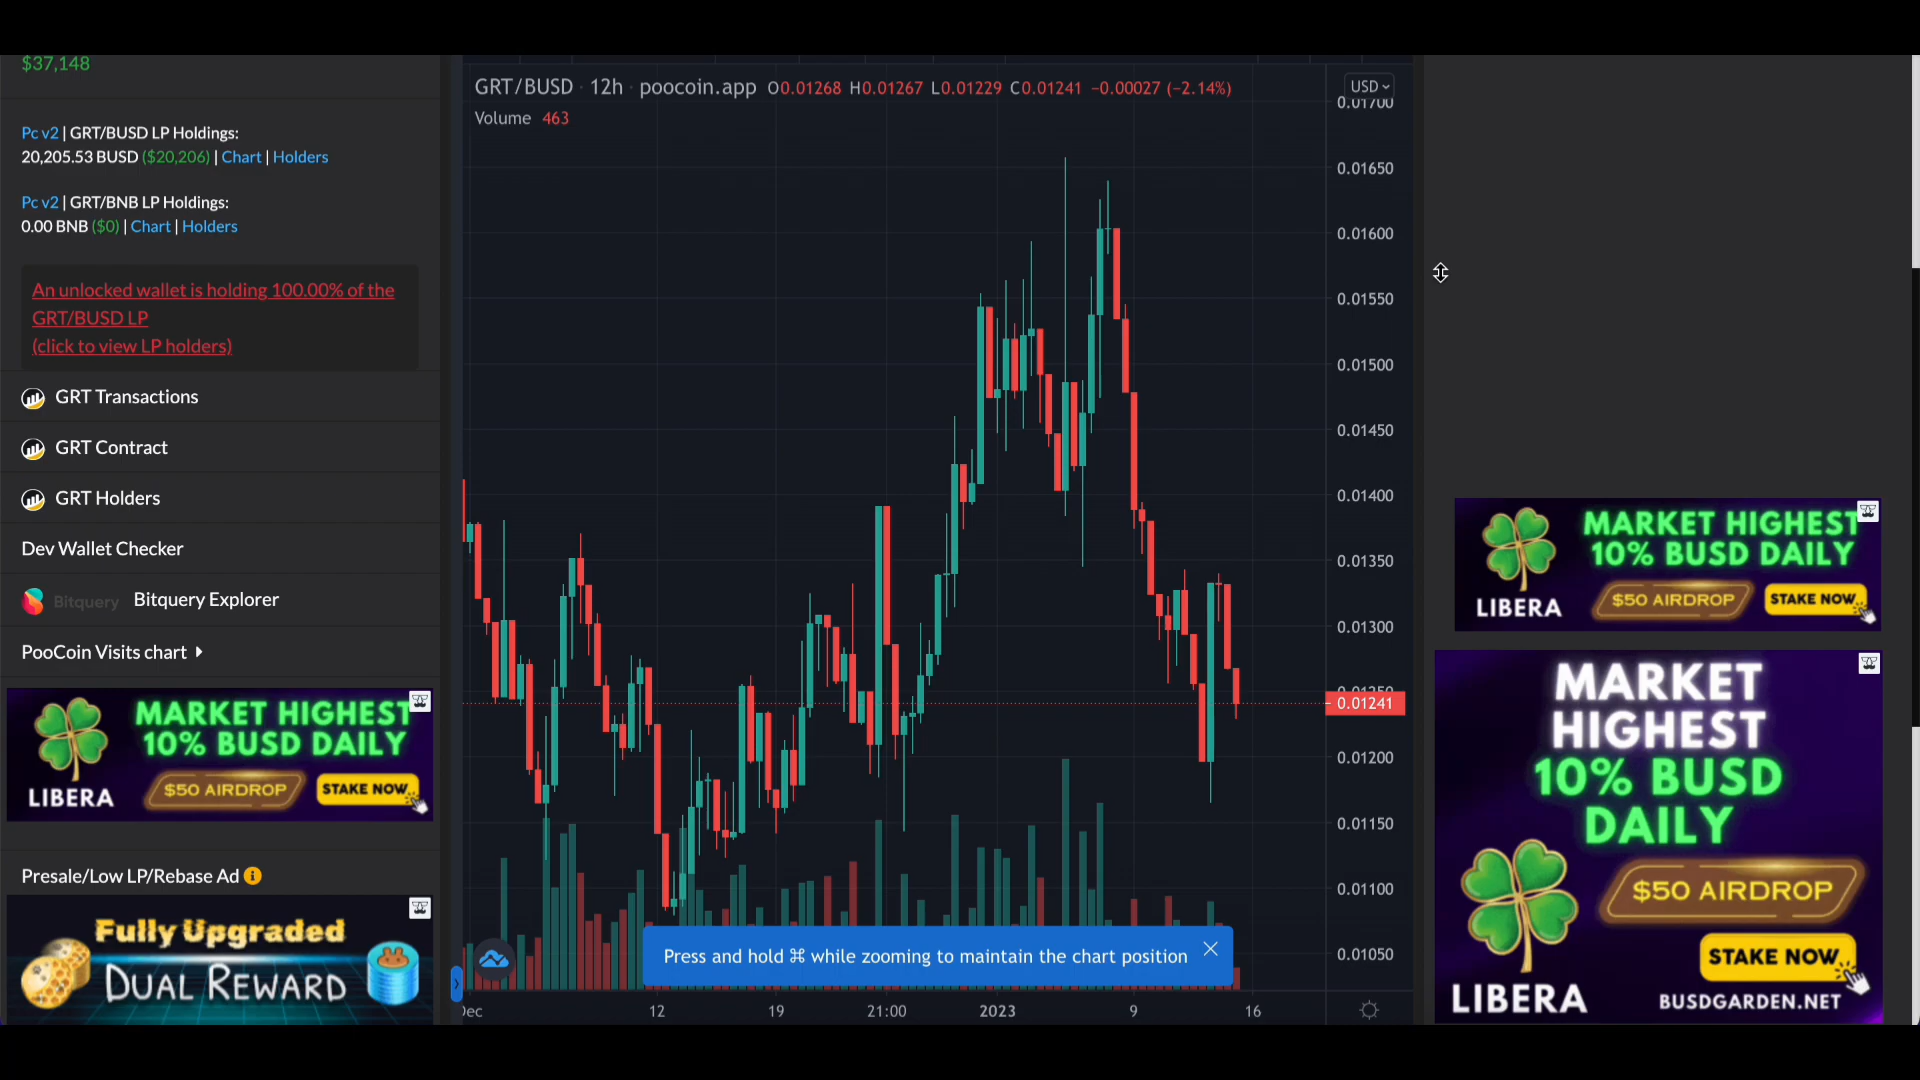 $37,148
Pc v2 | GRT/BUSD LP Holdings:
20,205.53 BUSD ($20,206) | Chart | Holders
Pc v2 | GRT/BNB LP Holdings:
0.00 BNB ($0) | Chart | Holders
An unlocked wallet is holding 100.00% of the
GRT/BUSD LP
(click to view LP holders)
GRT Transactions
GRT Contract
GRT Holders
Dev Wallet Checker
Bitquery Bitquery Explorer
PooCoin Visits chart
MARKET HIGHEST
10% BUSD DAILY
LIBERA
$50 AIRDROP
STAKE NOW
Presale/Low LP/Rebase Ad
Fully Upgraded
DUAL REWARD
GRT/BUSD · 12h · poocoin.app O0.01268 H0.01267 L0.01229 C0.01241 −0.00027 (−2.14%)
Volume 463
USD
0.01700
0.01650
0.01600
0.01550
0.01500
0.01450
0.01400
0.01350
0.01300
0.01250
0.01241
0.01200
0.01150
0.01100
0.01050
Press and hold ⌘ while zooming to maintain the chart position
Dec
12
19
21:00
2023
9
16
MARKET HIGHEST
10% BUSD DAILY
LIBERA
$50 AIRDROP
STAKE NOW
MARKET
HIGHEST
10% BUSD
DAILY
$50 AIRDROP
STAKE NOW
LIBERA
BUSDGARDEN.NET